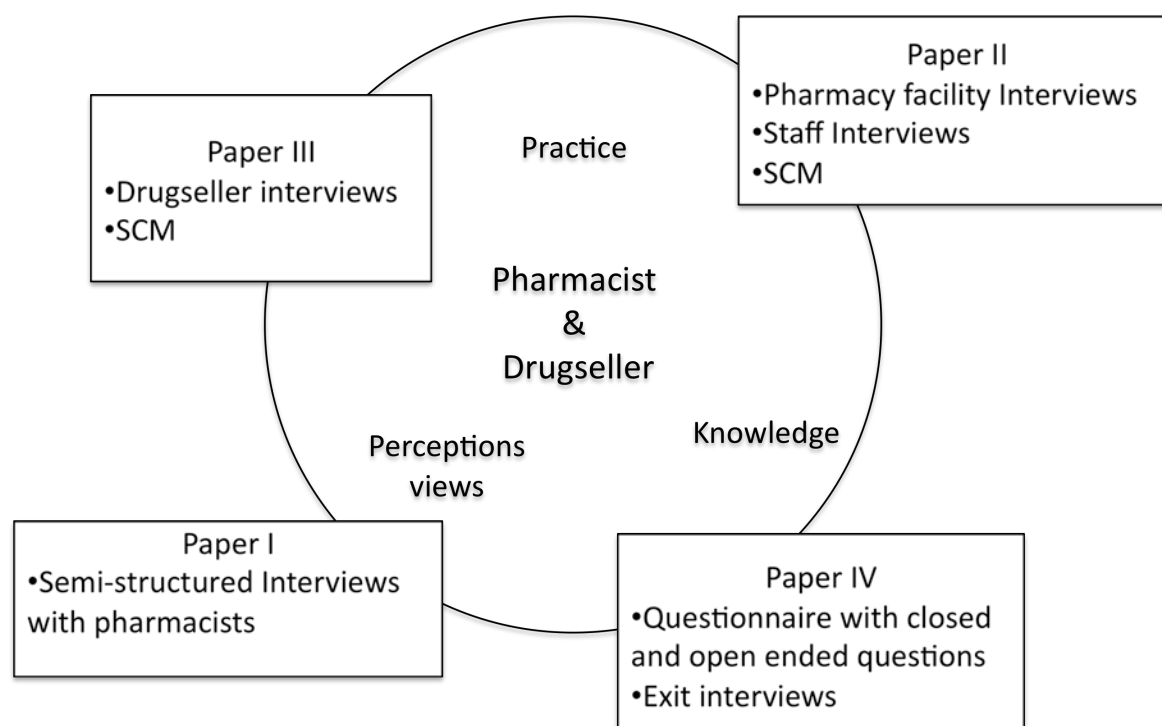 Paper II
•Pharmacy facility Interviews
•Staff Interviews
•SCM
Paper III
•Drugseller interviews
•SCM
Practice
Pharmacist
&
Drugseller
Perceptions
views
Knowledge
Paper I
•Semi-structured Interviews
with pharmacists
Paper IV
•Questionnaire with closed
and open ended questions
•Exit interviews